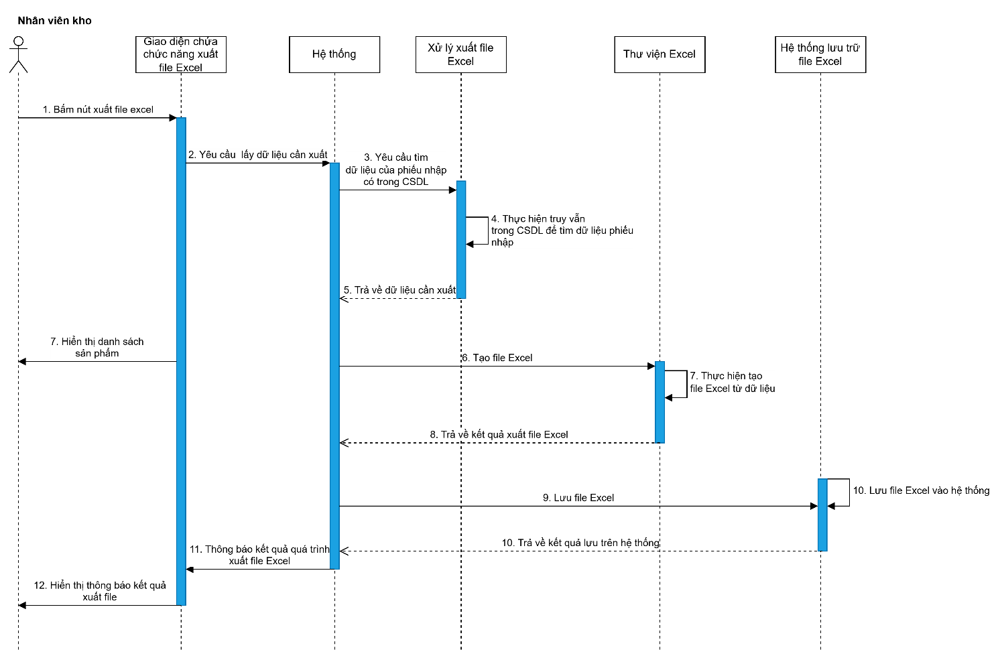 Nhân viên kho
Giao diện chứa
chức năng xuất
file Excel
Hệ thống
Xử lý xuất file
Excel
Thư viện Excel
Hệ thống lưu trữ
file Excel
1. Bấm nút xuất file excel
2. Yêu cầu  lấy dữ liệu cần xuất
3. Yêu cầu tìm
dữ liệu của phiếu nhập
có trong CSDL
4. Thực hiện truy vấn
trong CSDL để tìm dữ liệu phiếu
nhập
5. Trả về dữ liệu cần xuất
7. Hiển thị danh sách
sản phẩm
6. Tạo file Excel
7. Thực hiện tạo
file Excel từ dữ liệu
8. Trả về kết quả xuất file Excel
10. Lưu file Excel vào hệ thống
9. Lưu file Excel
10. Trả về kết quả lưu trên hệ thống
11. Thông báo kết quả quá trình
xuất file Excel
12. Hiển thị thông báo kết quả
xuất file